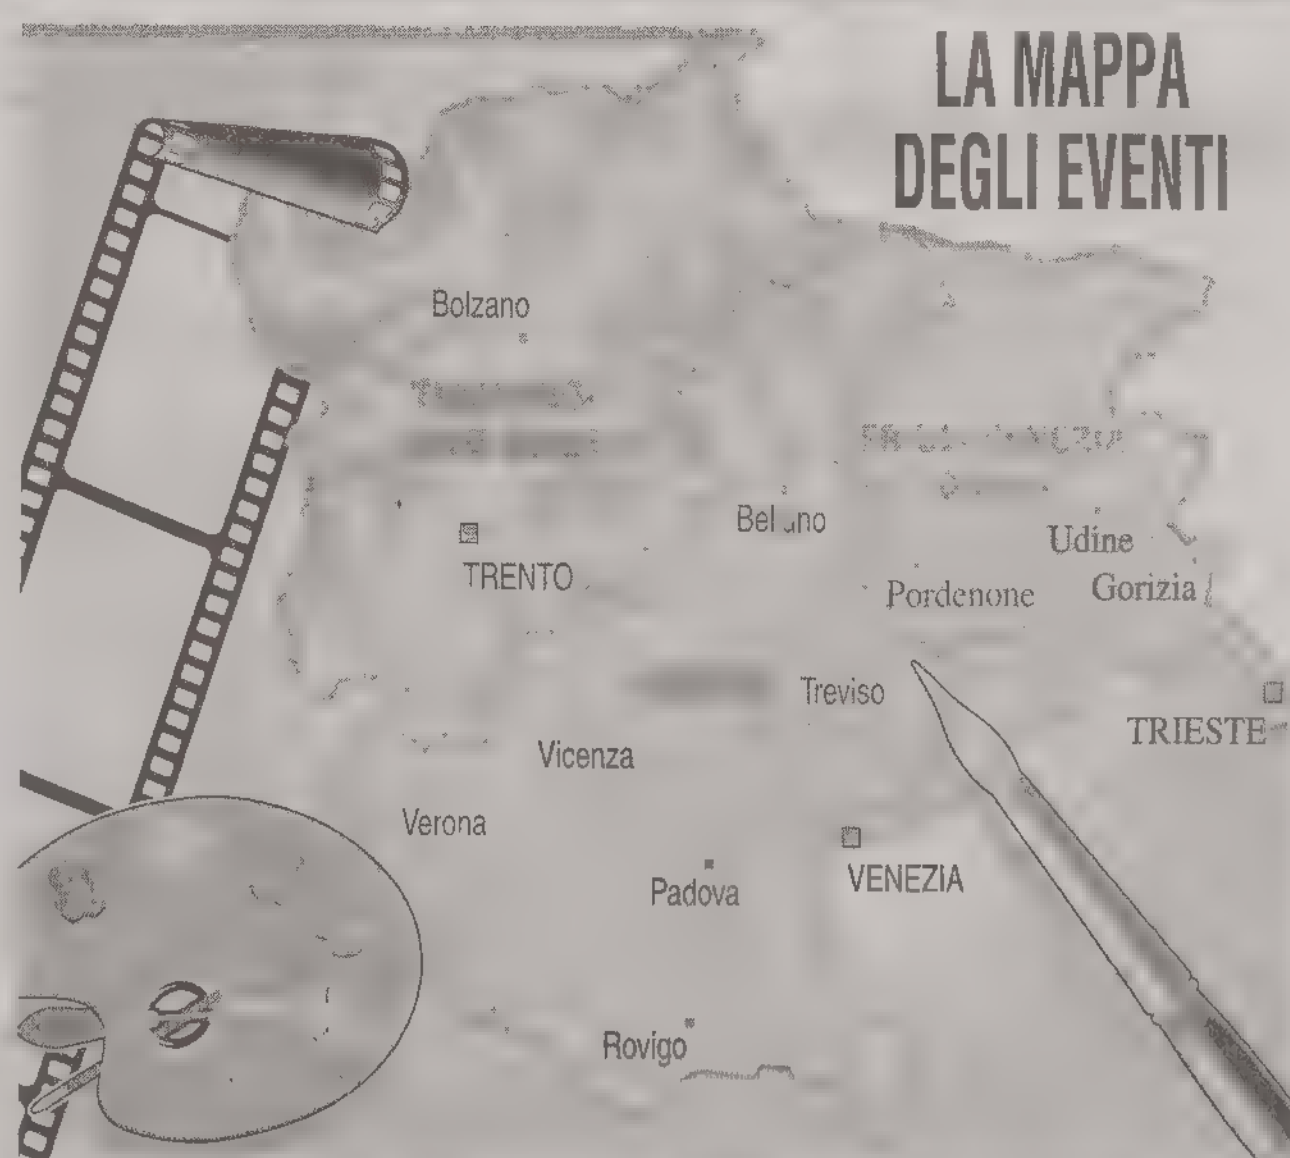 LA MAPPA
DEGLI EVENTI
Bolzano
TRENTO
Udine
Pordenone
Gorizia
Treviso
TRIESTE
Vicenza
Verona
Padova
VENEZIA
Rovigo